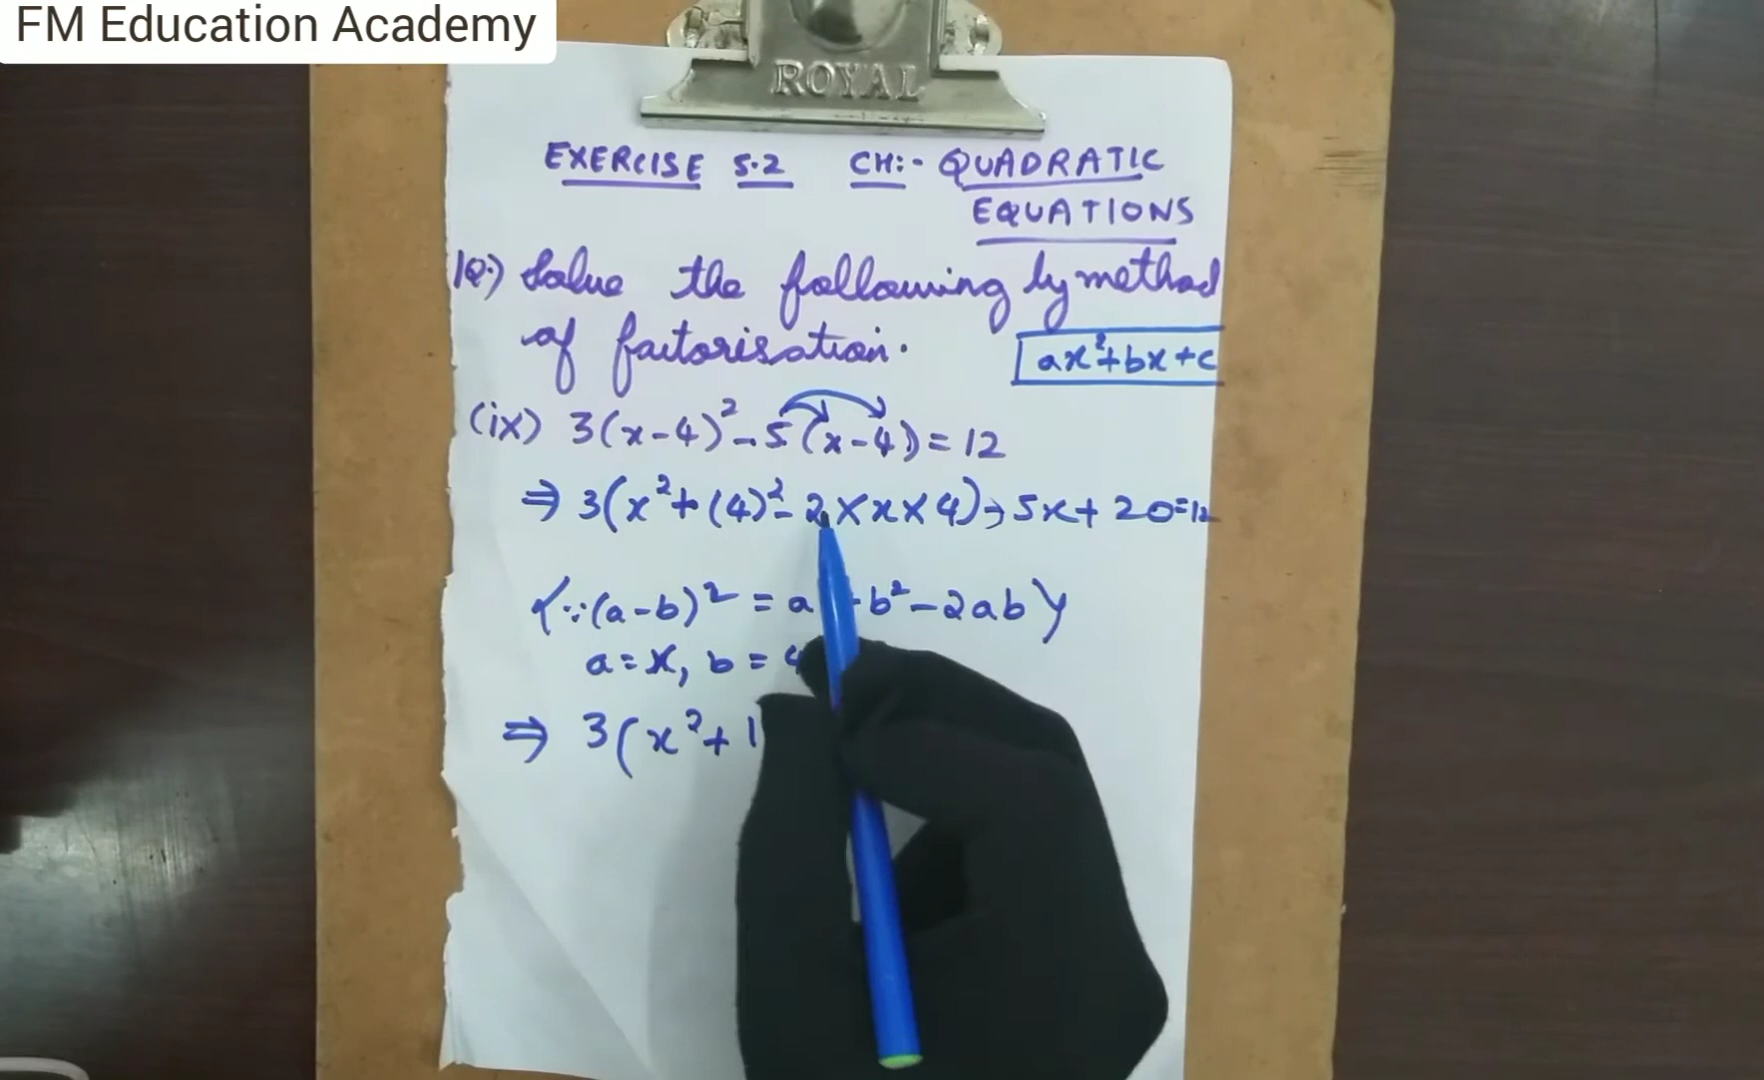 FM Education Academy
ROYAL
EXERCISE 5.2 CH:- QUADRATIC
EQUATIONS
1Q:) Solve the following by method
of factorisation.
ax²+bx+c
(ix) 3(x-4)² - 5(x-4) = 12
⇒ 3(x² + (4)² - 2 × x × 4) - 5x + 20 = 12
{∵ (a-b)² = a b² - 2ab}
a = x, b = 4
⇒ 3(x² + 1